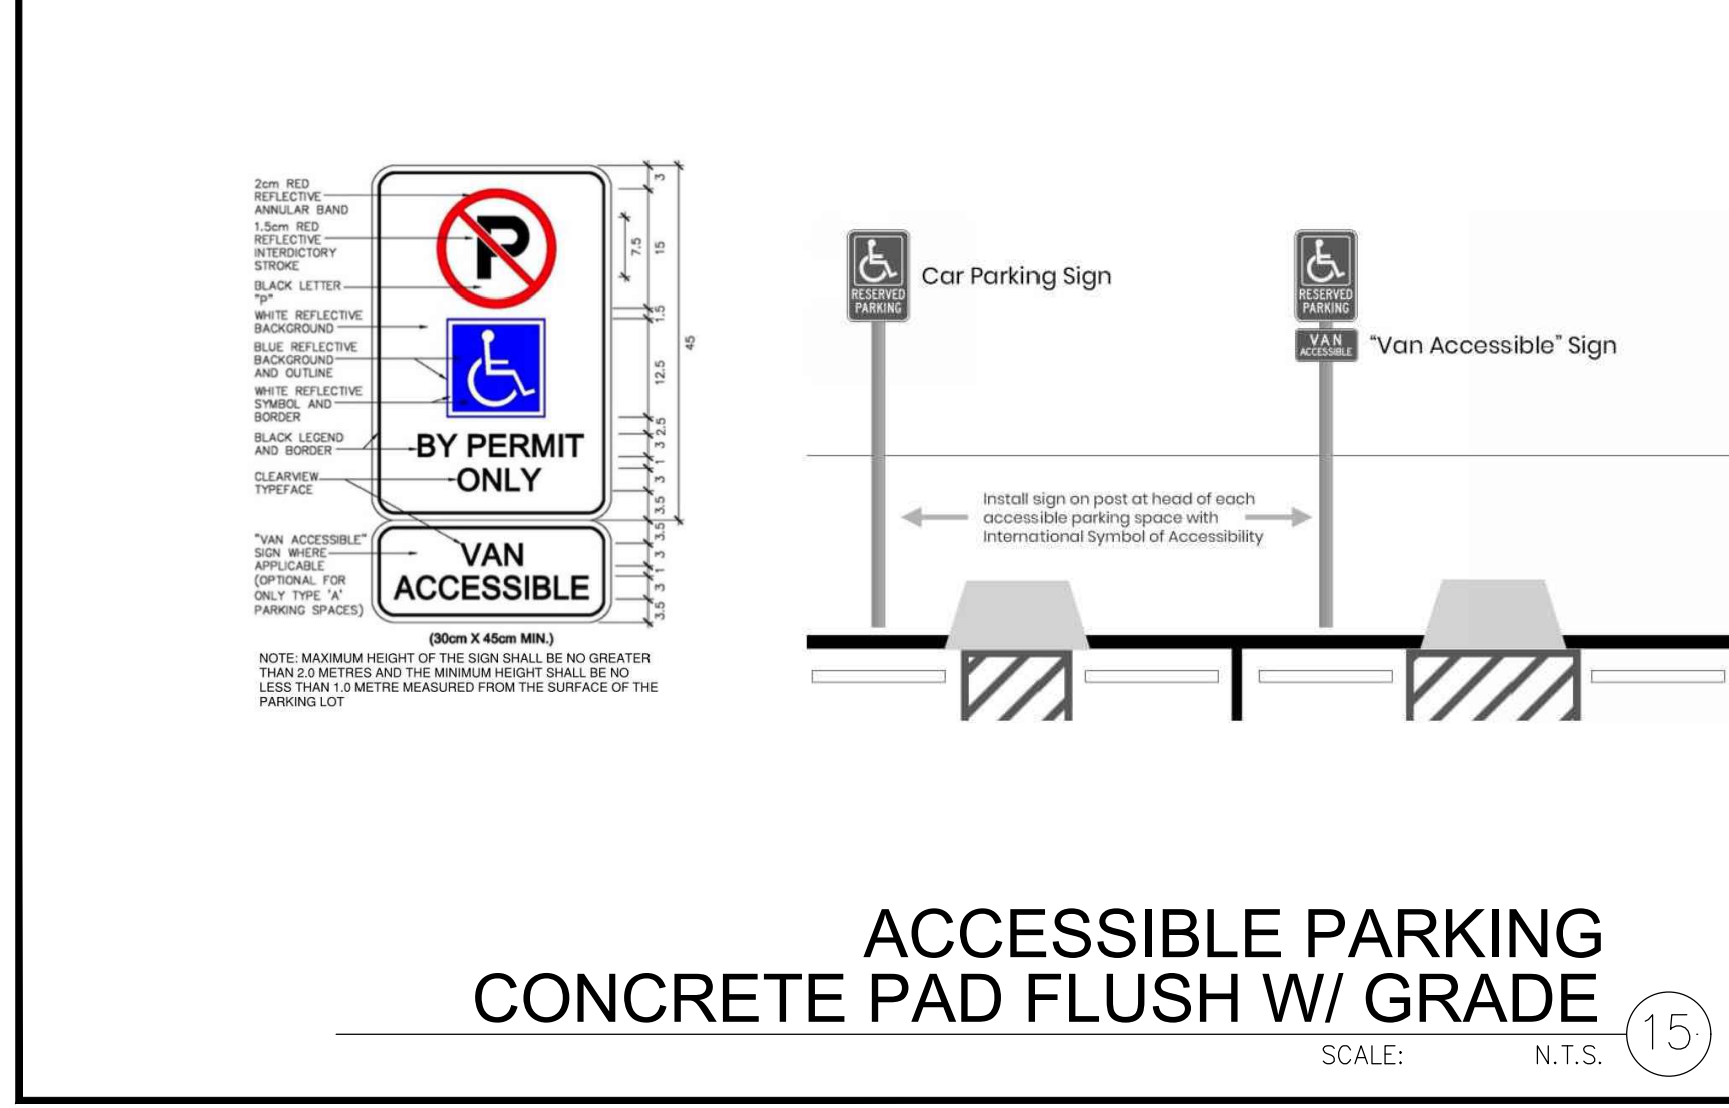 2cm RED
REFLECTIVE
ANNULAR BAND
1.5cm RED
REFLECTIVE
INTERDICTORY
STROKE
BLACK LETTER
"P"
WHITE REFLECTIVE
BACKGROUND
BLUE REFLECTIVE
BACKGROUND
AND OUTLINE
WHITE REFLECTIVE
SYMBOL AND
BORDER
BLACK LEGEND
AND BORDER
CLEARVIEW
TYPEFACE
"VAN ACCESSIBLE"
SIGN WHERE
APPLICABLE
(OPTIONAL FOR
ONLY TYPE 'A'
PARKING SPACES)
P
BY PERMIT
ONLY
VAN
ACCESSIBLE
3
7.5
15
1.5
12.5
45
2.5
3
1
3
3.5
3.5
3
1
3
3.5
(30cm X 45cm MIN.)
NOTE: MAXIMUM HEIGHT OF THE SIGN SHALL BE NO GREATER
THAN 2.0 METRES AND THE MINIMUM HEIGHT SHALL BE NO
LESS THAN 1.0 METRE MEASURED FROM THE SURFACE OF THE
PARKING LOT
RESERVED
PARKING
Car Parking Sign
RESERVED
PARKING
VAN
ACCESSIBLE
"Van Accessible" Sign
Install sign on post at head of each
accessible parking space with
International Symbol of Accessibility
ACCESSIBLE PARKING
CONCRETE PAD FLUSH W/ GRADE
15
SCALE: N.T.S.